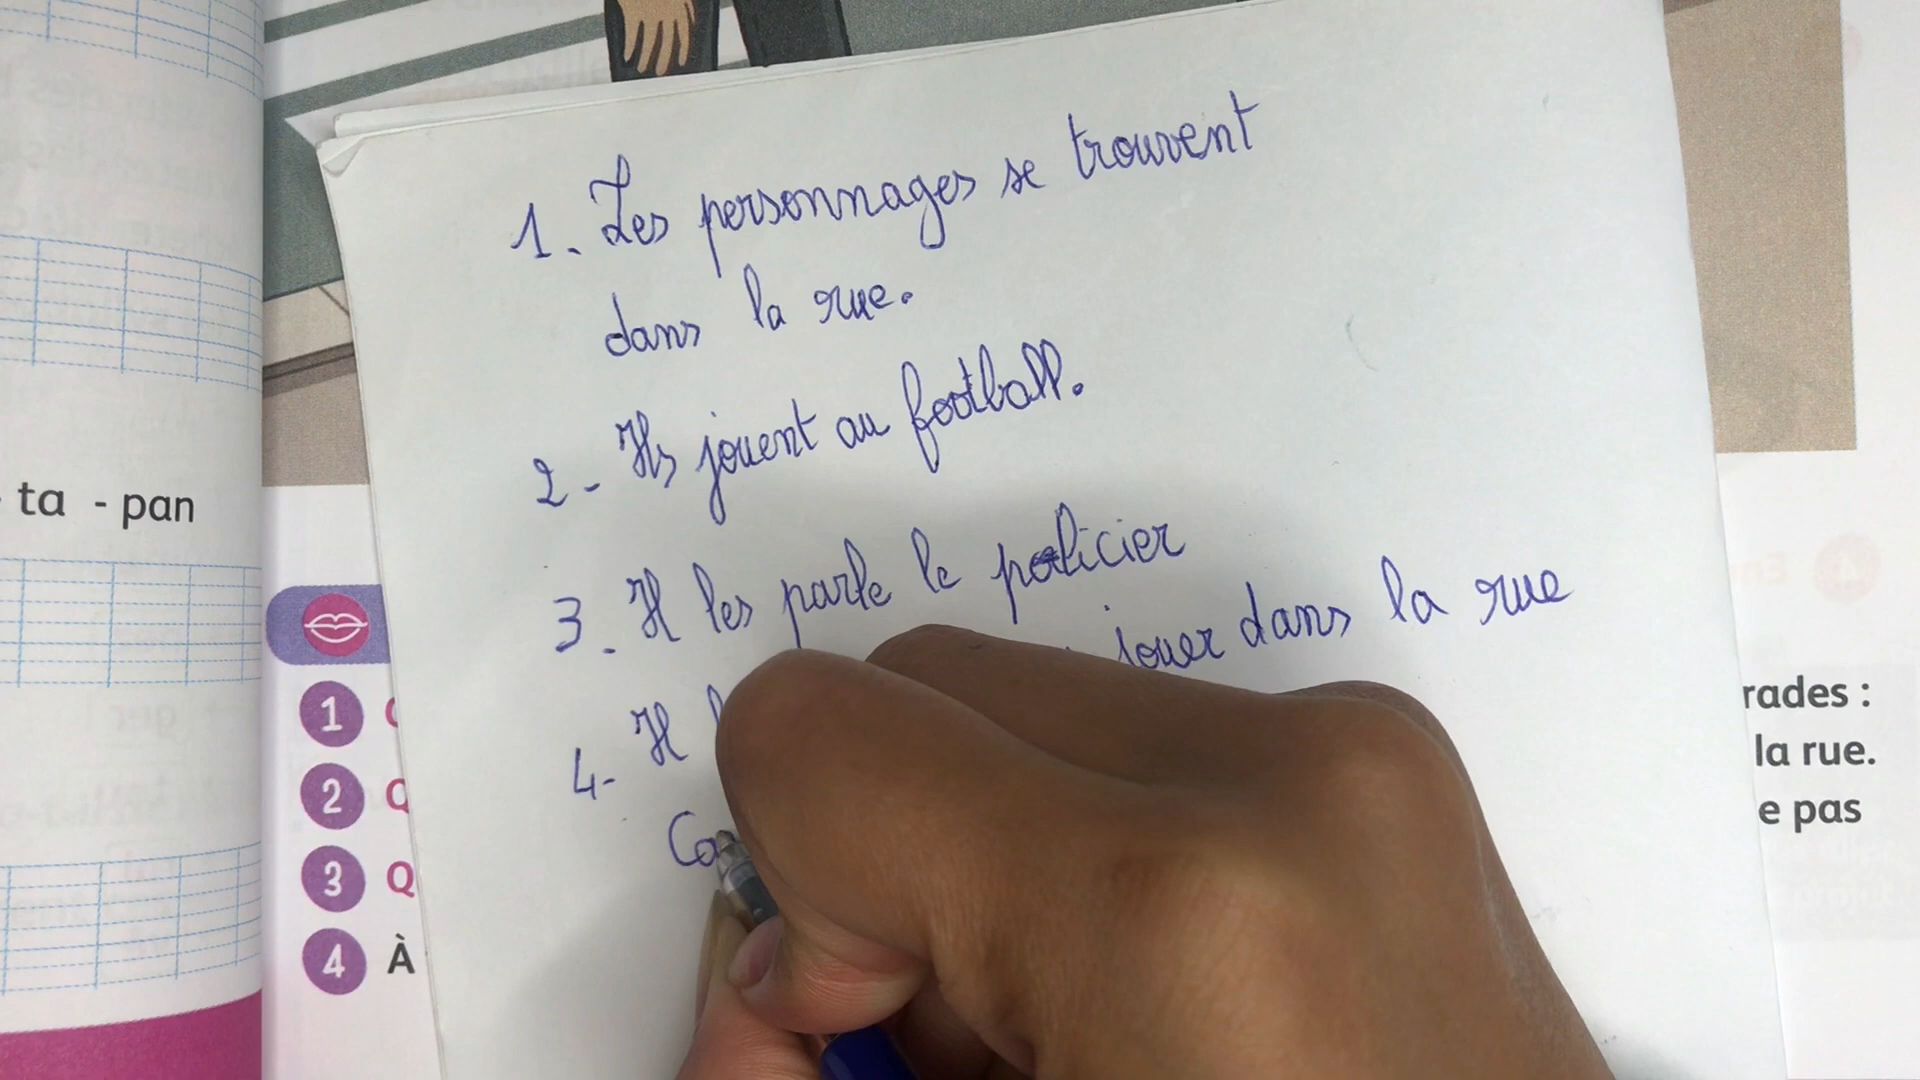 1. Les personnages se trouvent
dans la rue.
2- Ils jouent au football.
3. Il les parle le policier
4- Il jouer dans la rue
ta - pan
1
2 Q
3 Q
4 À
rades :
la rue.
e pas